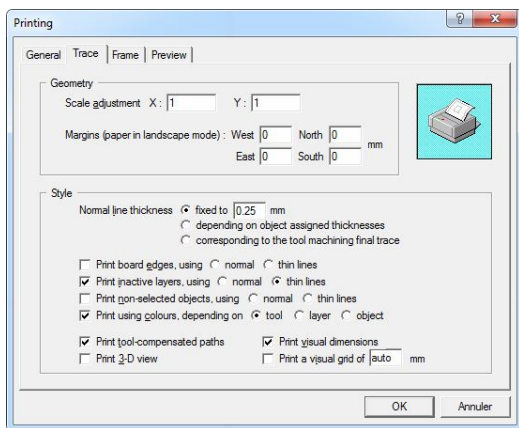 Printing
General Trace Frame Preview
Geometry
Scale adjustment X : 1 Y : 1
Margins (paper in landscape mode) : West 0 North 0
mm
East 0 South 0
Style
Normal line thickness fixed to 0.25 mm
depending on object assigned thicknesses
corresponding to the tool machining final trace
Print board edges, using normal thin lines
Print inactive layers, using normal thin lines
Print non-selected objects, using normal thin lines
Print using colours, depending on tool layer object
Print tool-compensated paths Print visual dimensions
Print 3-D view Print a visual grid of auto mm
OK Annuler